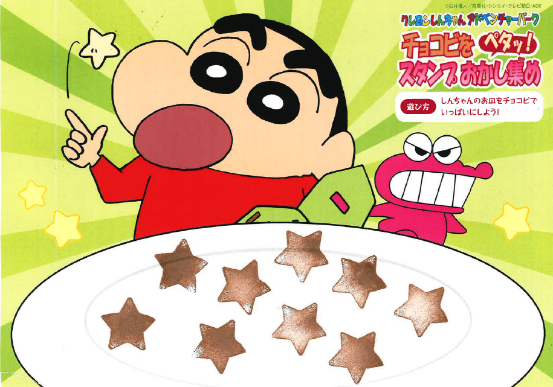 クレヨンしんちゃん アドベンチャーパーク
チョコビを ペタッ!
スタンプ おかし集め
遊び方
しんちゃんのお皿をチョコビで
いっぱいにしよう!